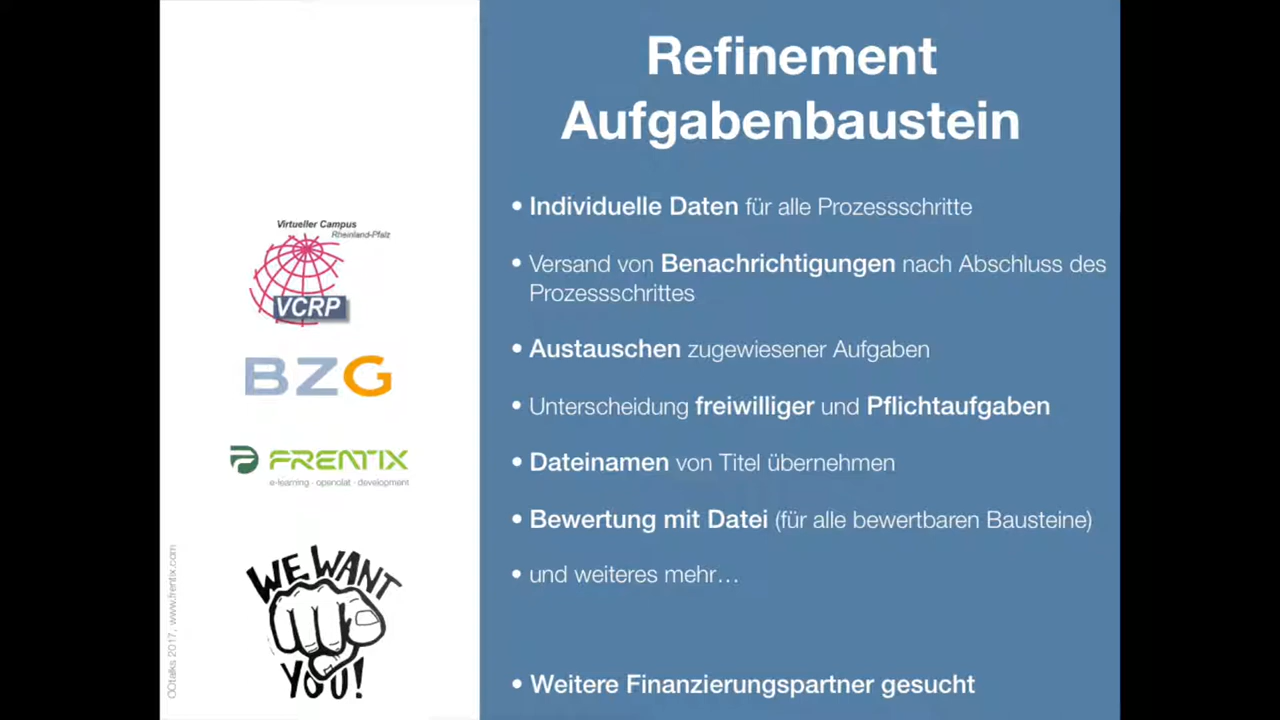 Refinement
Aufgabenbaustein
• Individuelle Daten für alle Prozessschritte
• Versand von Benachrichtigungen nach Abschluss des
Prozessschrittes
• Austauschen zugewiesener Aufgaben
• Unterscheidung freiwilliger und Pflichtaufgaben
• Dateinamen von Titel übernehmen
• Bewertung mit Datei (für alle bewertbaren Bausteine)
• und weiteres mehr…
• Weitere Finanzierungspartner gesucht
Virtueller Campus
Rheinland-Pfalz
VCRP
BZG
FRENTIX
e-learning · openolat · development
WE WANT
YOU!
OOtalks 2017, www.frentix.com